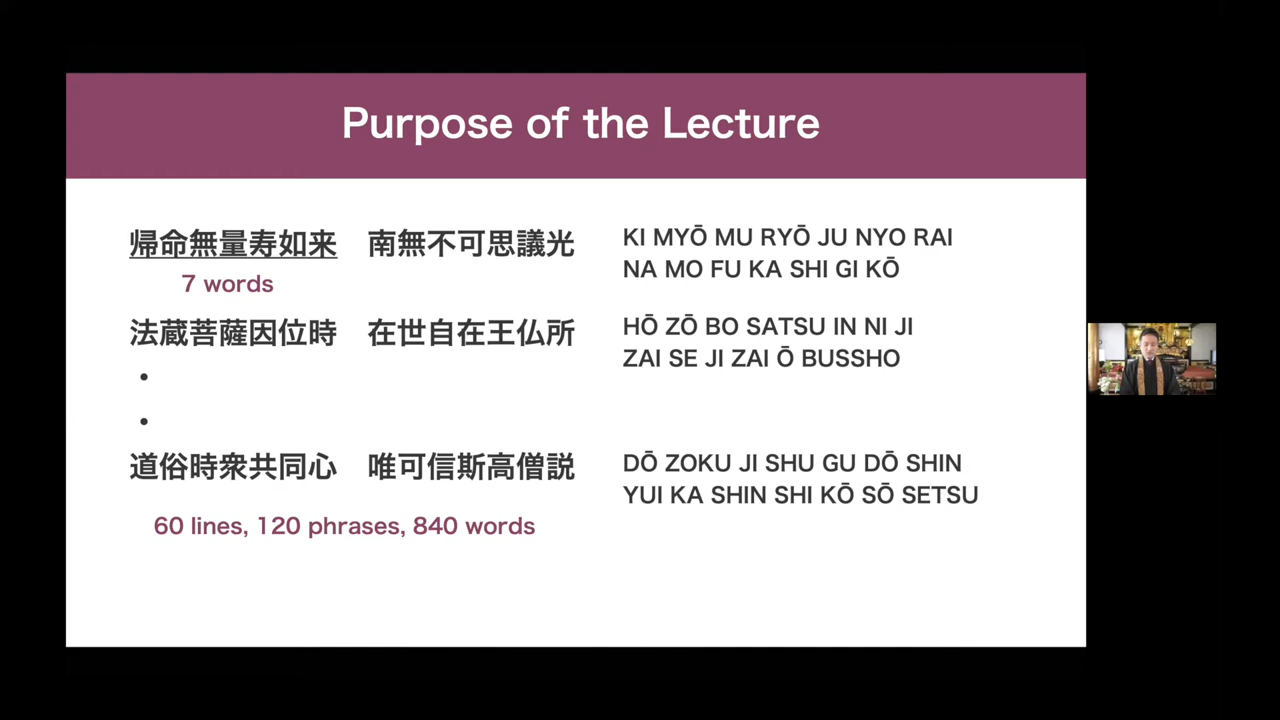 Purpose of the Lecture
帰命無量寿如来　南無不可思議光
7 words
法蔵菩薩因位時　在世自在王仏所
•
•
道俗時衆共同心　唯可信斯高僧説
60 lines, 120 phrases, 840 words
KI MYŌ MU RYŌ JU NYO RAI
NA MO FU KA SHI GI KŌ
HŌ ZŌ BO SATSU IN NI JI
ZAI SE JI ZAI Ō BUSSHO
DŌ ZOKU JI SHU GU DŌ SHIN
YUI KA SHIN SHI KŌ SŌ SETSU